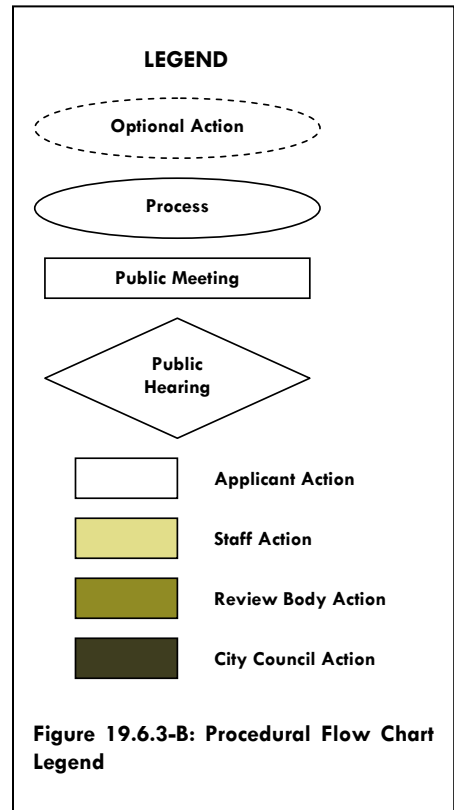 LEGEND
Optional Action
Process
Public Meeting
Public
Hearing
Applicant Action
Staff Action
Review Body Action
City Council Action
Figure 19.6.3-B: Procedural Flow Chart
Legend